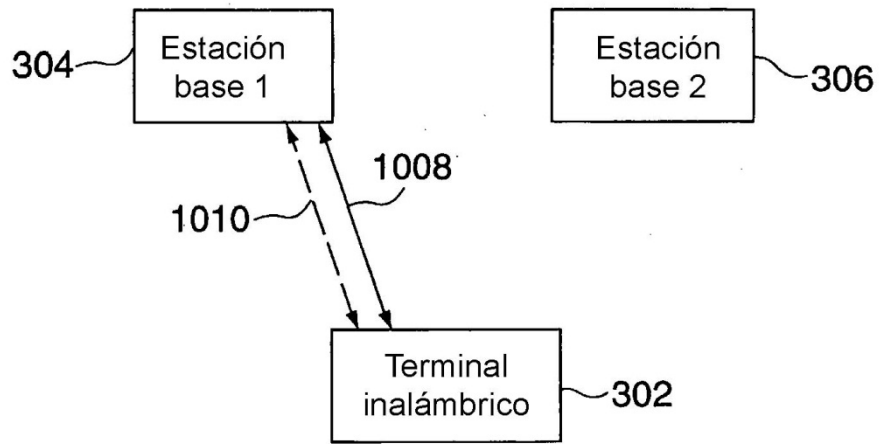 304
Estación
base 1
Estación
base 2
306
1008
1010
Terminal
inalámbrico
302